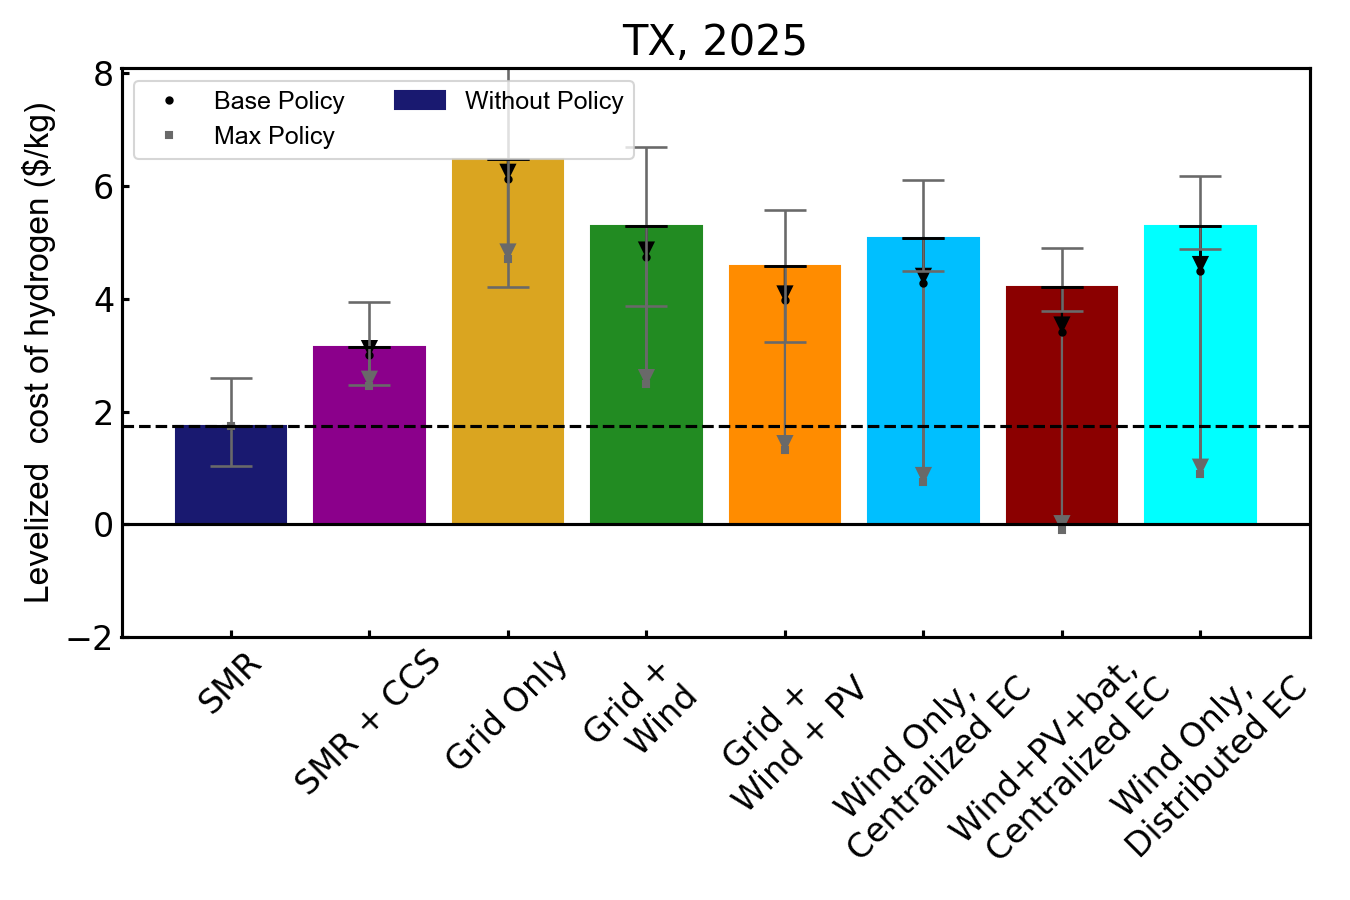 TX, 2025
Levelized cost of hydrogen ($/kg)
8
6
4
2
0
−2
Base Policy
Max Policy
Without Policy
SMR
SMR + CCS
Grid Only
Grid +
Wind
Grid +
Wind + PV
Wind Only,
Centralized EC
Wind+PV+bat,
Centralized EC
Wind Only,
Distributed EC